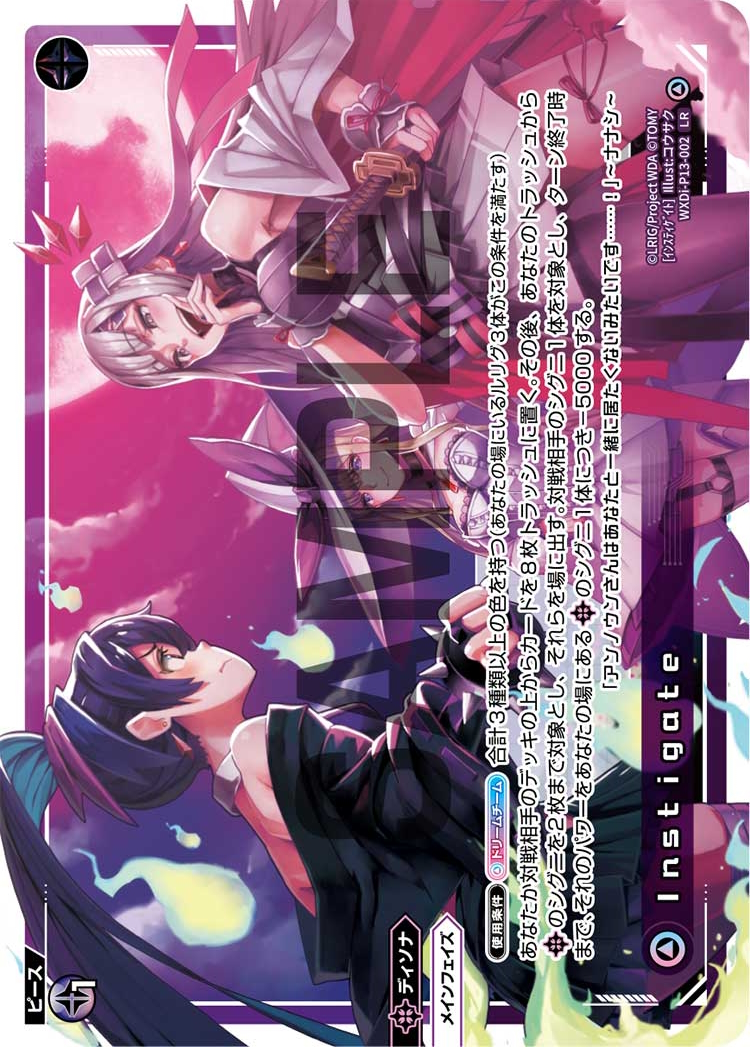 ピース
1
ディソナ
メインフェイズ
SAMPLE
使用条件 ドリームチーム 合計3種類以上の色を持つ(あなたの場にいるルリグ3体がこの条件を満たす)
あなたか対戦相手のデッキの上からカードを8枚トラッシュに置く。その後、あなたのトラッシュから
のシグニを2枚まで対象とし、それらを場に出す。対戦相手のシグニ1体を対象とし、ターン終了時
まで、それのパワーをあなたの場にある のシグニ1体につき－5000する。
「アンノウンさんはあなたと一緒に居たくないみたいです……！」～ナナシ～
Instigate
©LRIG/Project WDA ©TOMY
[インスティゲイト] Illust:コウサク
WXDi-P13-002 LR